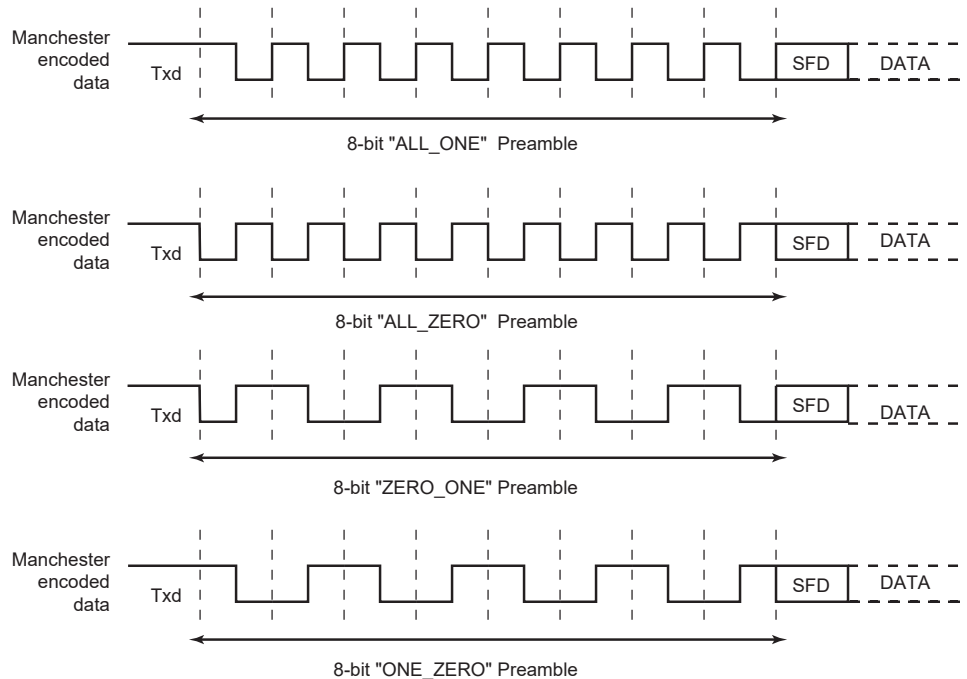 Manchester
encoded
data
Txd
SFD
DATA
8-bit "ALL_ONE" Preamble
Manchester
encoded
data
Txd
SFD
DATA
8-bit "ALL_ZERO" Preamble
Manchester
encoded
data
Txd
SFD
DATA
8-bit "ZERO_ONE" Preamble
Manchester
encoded
data
Txd
SFD
DATA
8-bit "ONE_ZERO" Preamble